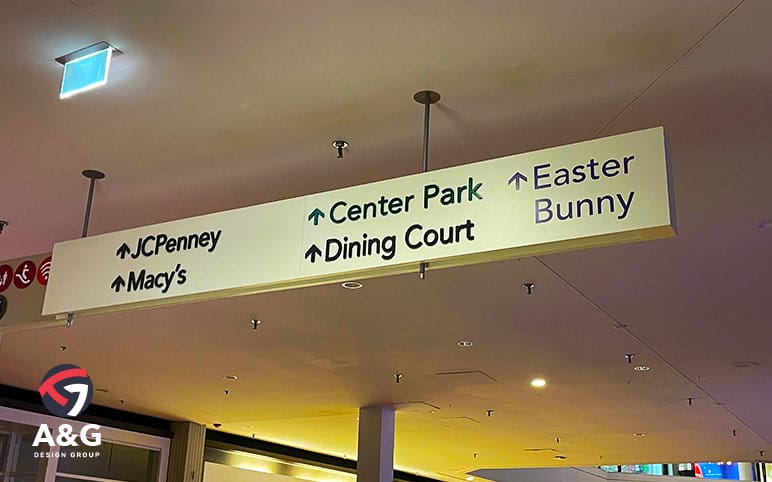 ↑JCPenney
↑Macy's
↑Center Park
↑Dining Court
↑Easter
Bunny
A&G
DESIGN GROUP